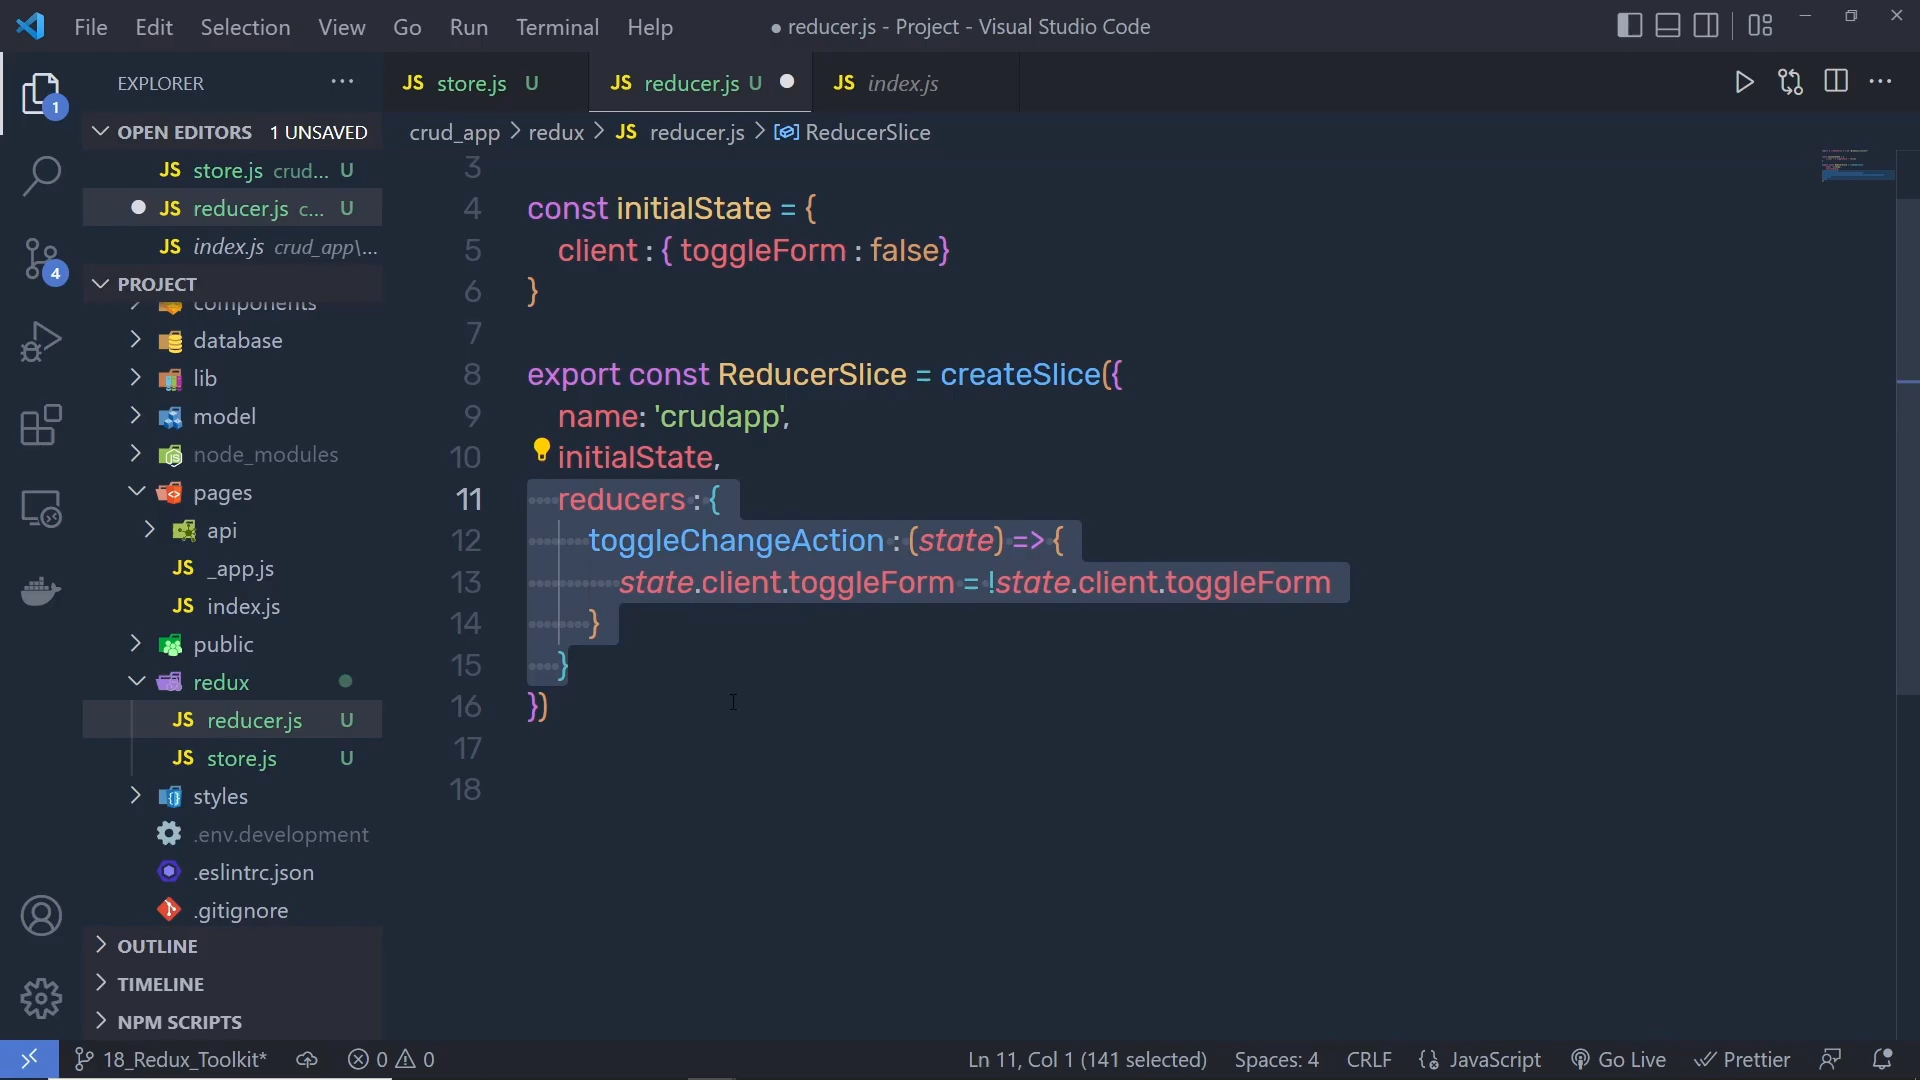 File Edit Selection View Go Run Terminal Help
● reducer.js - Project - Visual Studio Code
EXPLORER ···
JS store.js U
JS reducer.js U
JS index.js
OPEN EDITORS 1 UNSAVED
JS store.js crud... U
JS reducer.js c... U
JS index.js crud_app\...
PROJECT
components
database
lib
model
node_modules
pages
api
JS _app.js
JS index.js
public
redux
JS reducer.js U
JS store.js U
styles
.env.development
.eslintrc.json
.gitignore
OUTLINE
TIMELINE
NPM SCRIPTS
1
4
crud_app > redux > JS reducer.js > ReducerSlice
3
4 const initialState = {
5 client : { toggleForm : false}
6 }
7
8 export const ReducerSlice = createSlice({
9 name: 'crudapp',
10 initialState,
11 reducers : {
12 toggleChangeAction : (state) => {
13 state.client.toggleForm = !state.client.toggleForm
14 }
15 }
16 })
17
18
18_Redux_Toolkit* 0 0 Ln 11, Col 1 (141 selected) Spaces: 4 CRLF JavaScript Go Live Prettier